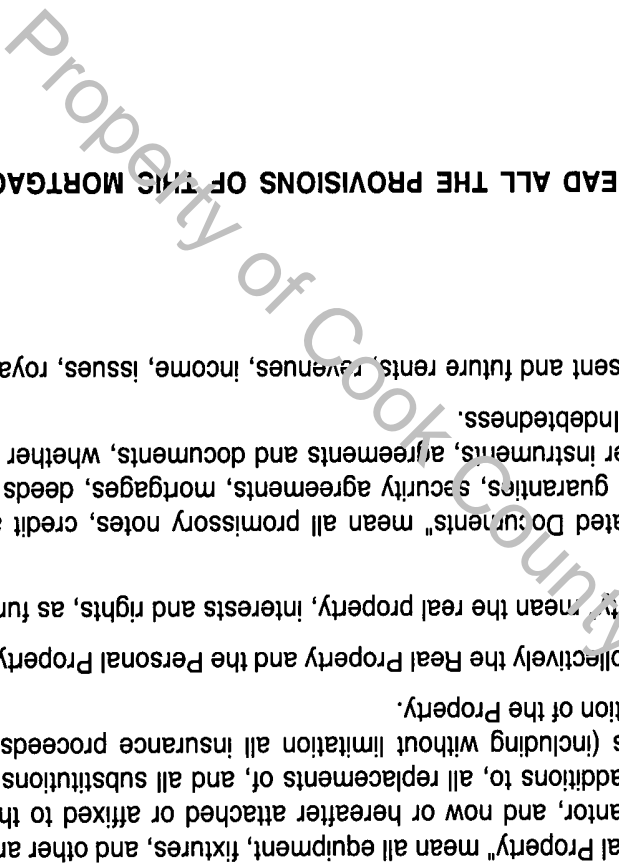 al Property" mean all equipment, fixtures, and other ar
antor, and now or hereafter attached or affixed to th
additions to, all replacements of, and all substitutions
s (including without limitation all insurance proceeds
tion of the Property.
ollectively the Real Property and the Personal Property
ty" mean the real property, interests and rights, as fur
ated Documents" mean all promissory notes, credit a
guaranties, security agreements, mortgages, deeds
er instruments, agreements and documents, whether
Indebtedness.
sent and future rents, revenues, income, issues, roya
EAD ALL THE PROVISIONS OF THIS MORTGAG
Property of Cook County